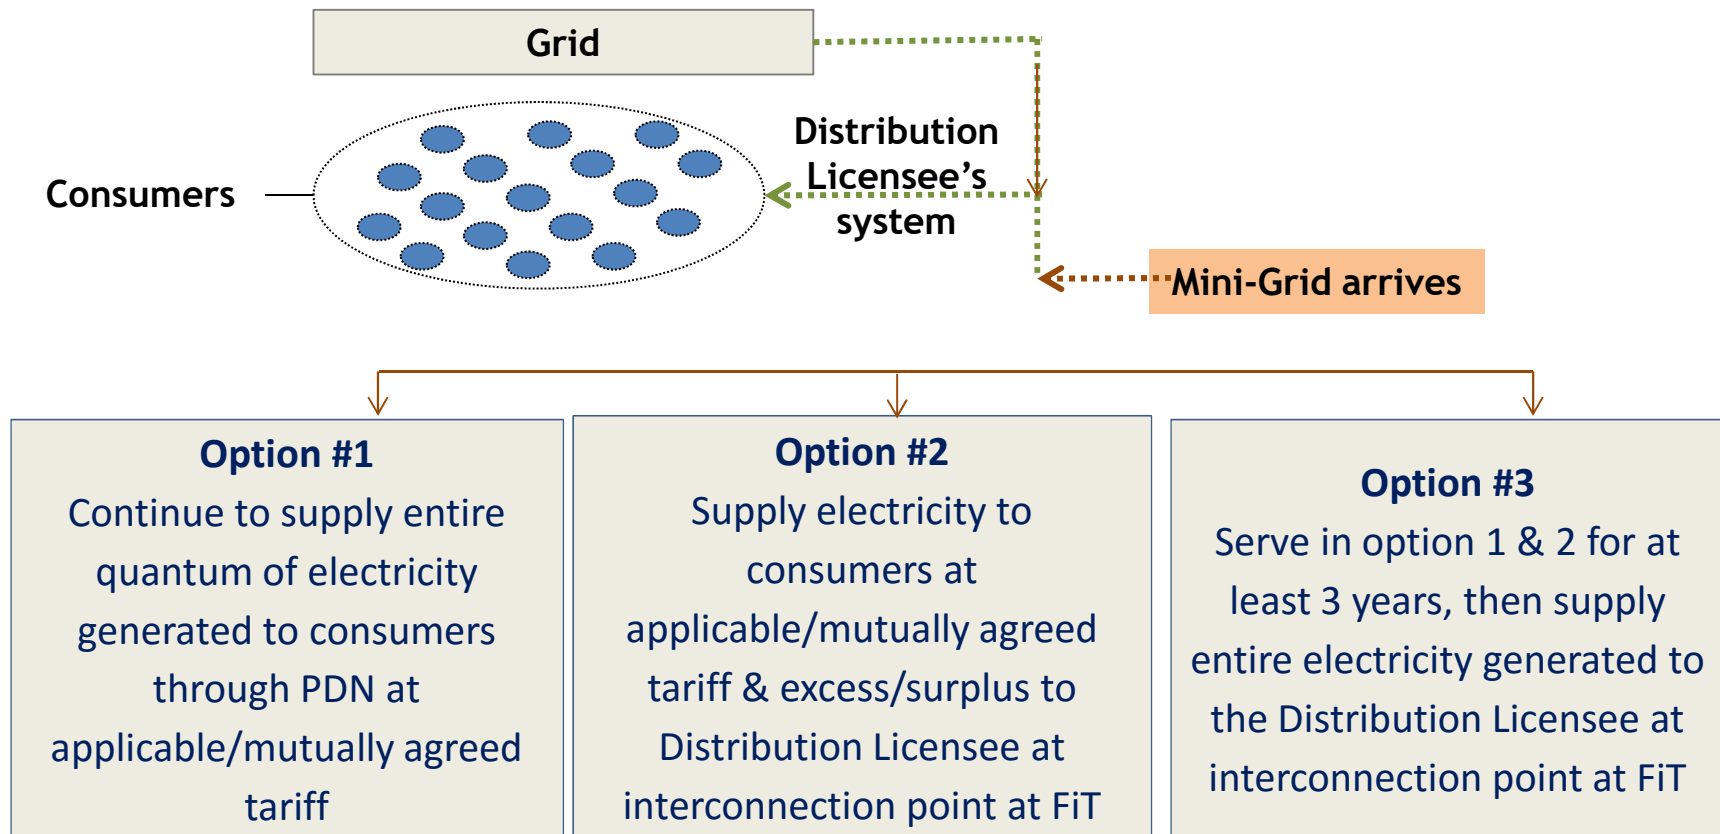 Grid
Distribution
Licensee’s
system
Consumers
Mini-Grid arrives
Option #1
Continue to supply entire
quantum of electricity
generated to consumers
through PDN at
applicable/mutually agreed
tariff
Option #2
Supply electricity to
consumers at
applicable/mutually agreed
tariff & excess/surplus to
Distribution Licensee at
interconnection point at FiT
Option #3
Serve in option 1 & 2 for at
least 3 years, then supply
entire electricity generated to
the Distribution Licensee at
interconnection point at FiT